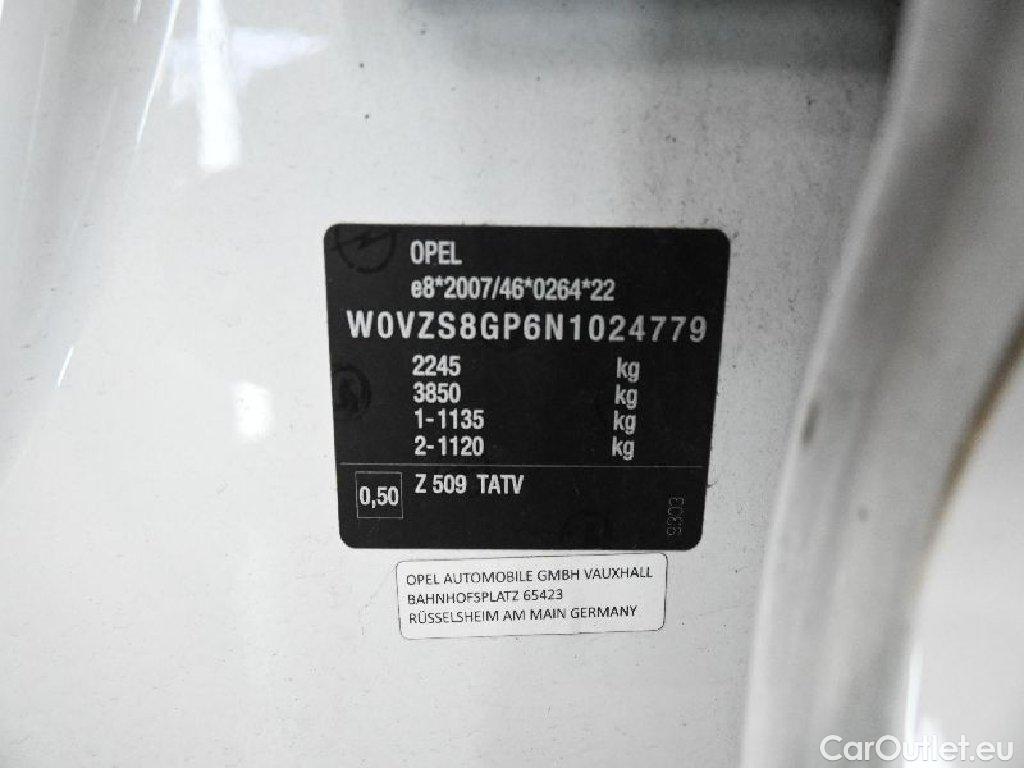 OPEL
e8*2007/46*0264*22
W0VZS8GP6N1024779
2245 kg
3850 kg
1-1135 kg
2-1120 kg
0,50 Z 509 TATV
9303
OPEL AUTOMOBILE GMBH VAUXHALL
BAHNHOFSPLATZ 65423
RÜSSELSHEIM AM MAIN GERMANY
CarOutlet.eu